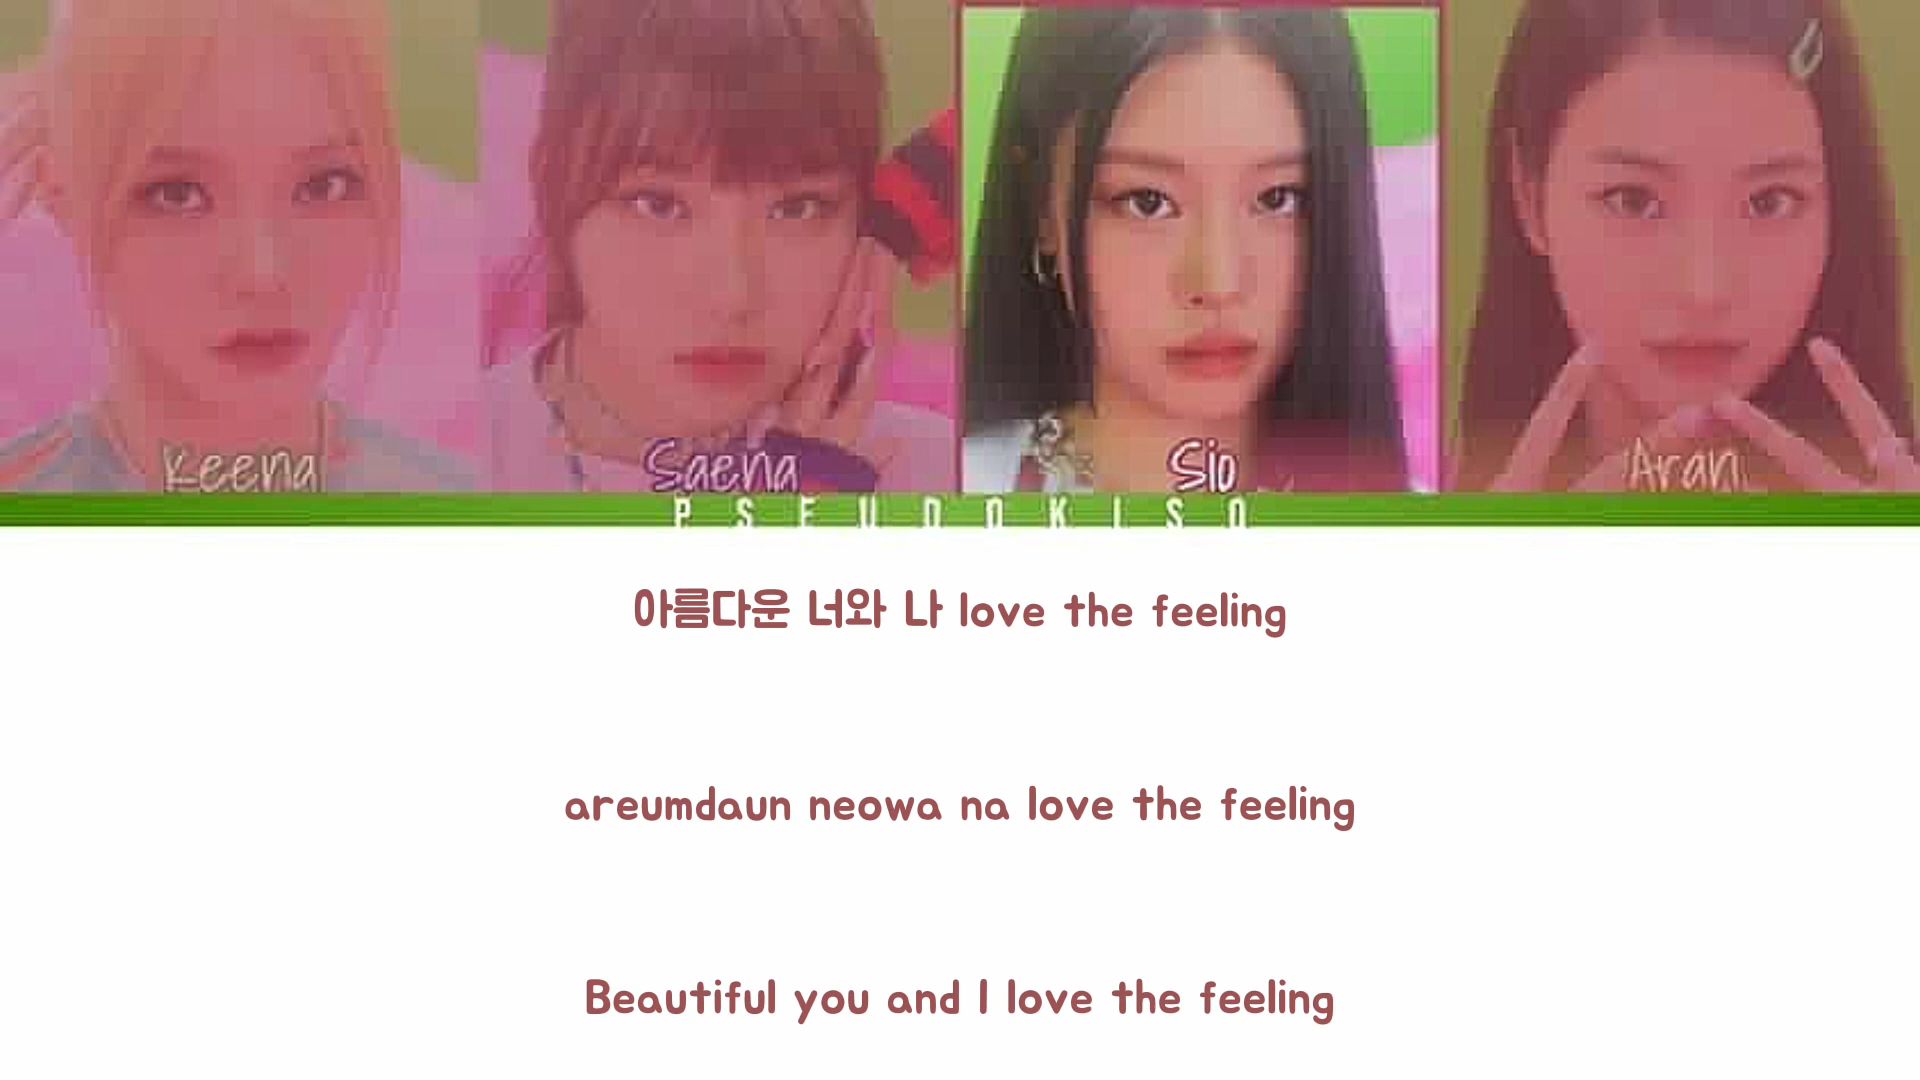 Keena Saena Sio Aran
PSEUDOKISO
아름다운 너와 나 love the feeling
areumdaun neowa na love the feeling
Beautiful you and I love the feeling